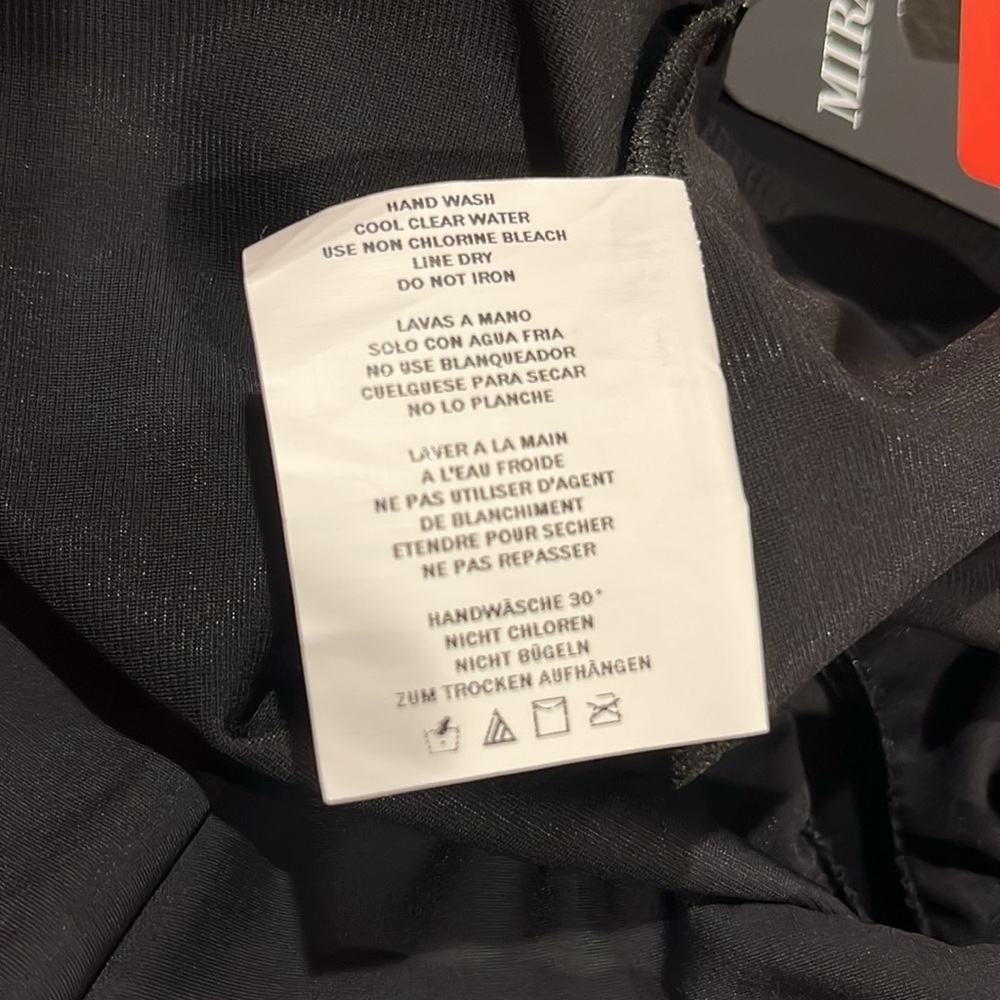 MIRA
HAND WASH
COOL CLEAR WATER
USE NON CHLORINE BLEACH
LINE DRY
DO NOT IRON
LAVAS A MANO
SOLO CON AGUA FRIA
NO USE BLANQUEADOR
CUELGUESE PARA SECAR
NO LO PLANCHE
LAVER A LA MAIN
A L'EAU FROIDE
NE PAS UTILISER D'AGENT
DE BLANCHIMENT
ETENDRE POUR SECHER
NE PAS REPASSER
HANDWÄSCHE 30°
NICHT CHLOREN
NICHT BÜGELN
ZUM TROCKEN AUFHÄNGEN